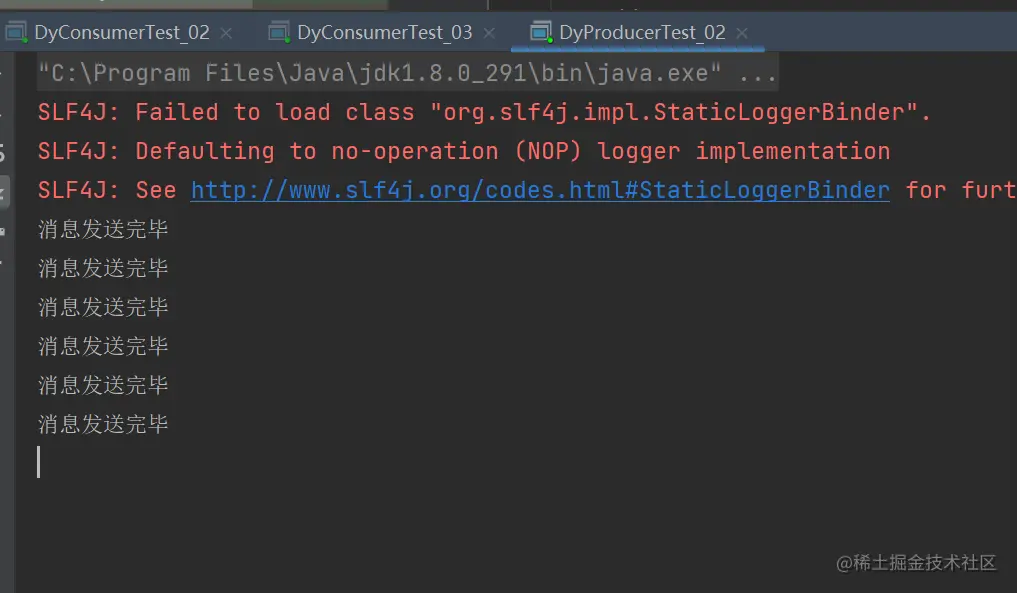 DyConsumerTest_02 DyConsumerTest_03 DyProducerTest_02
"C:\Program Files\Java\jdk1.8.0_291\bin\java.exe" ...
SLF4J: Failed to load class "org.slf4j.impl.StaticLoggerBinder".
SLF4J: Defaulting to no-operation (NOP) logger implementation
SLF4J: See http://www.slf4j.org/codes.html#StaticLoggerBinder for furt
消息发送完毕
消息发送完毕
消息发送完毕
消息发送完毕
消息发送完毕
消息发送完毕
@稀土掘金技术社区